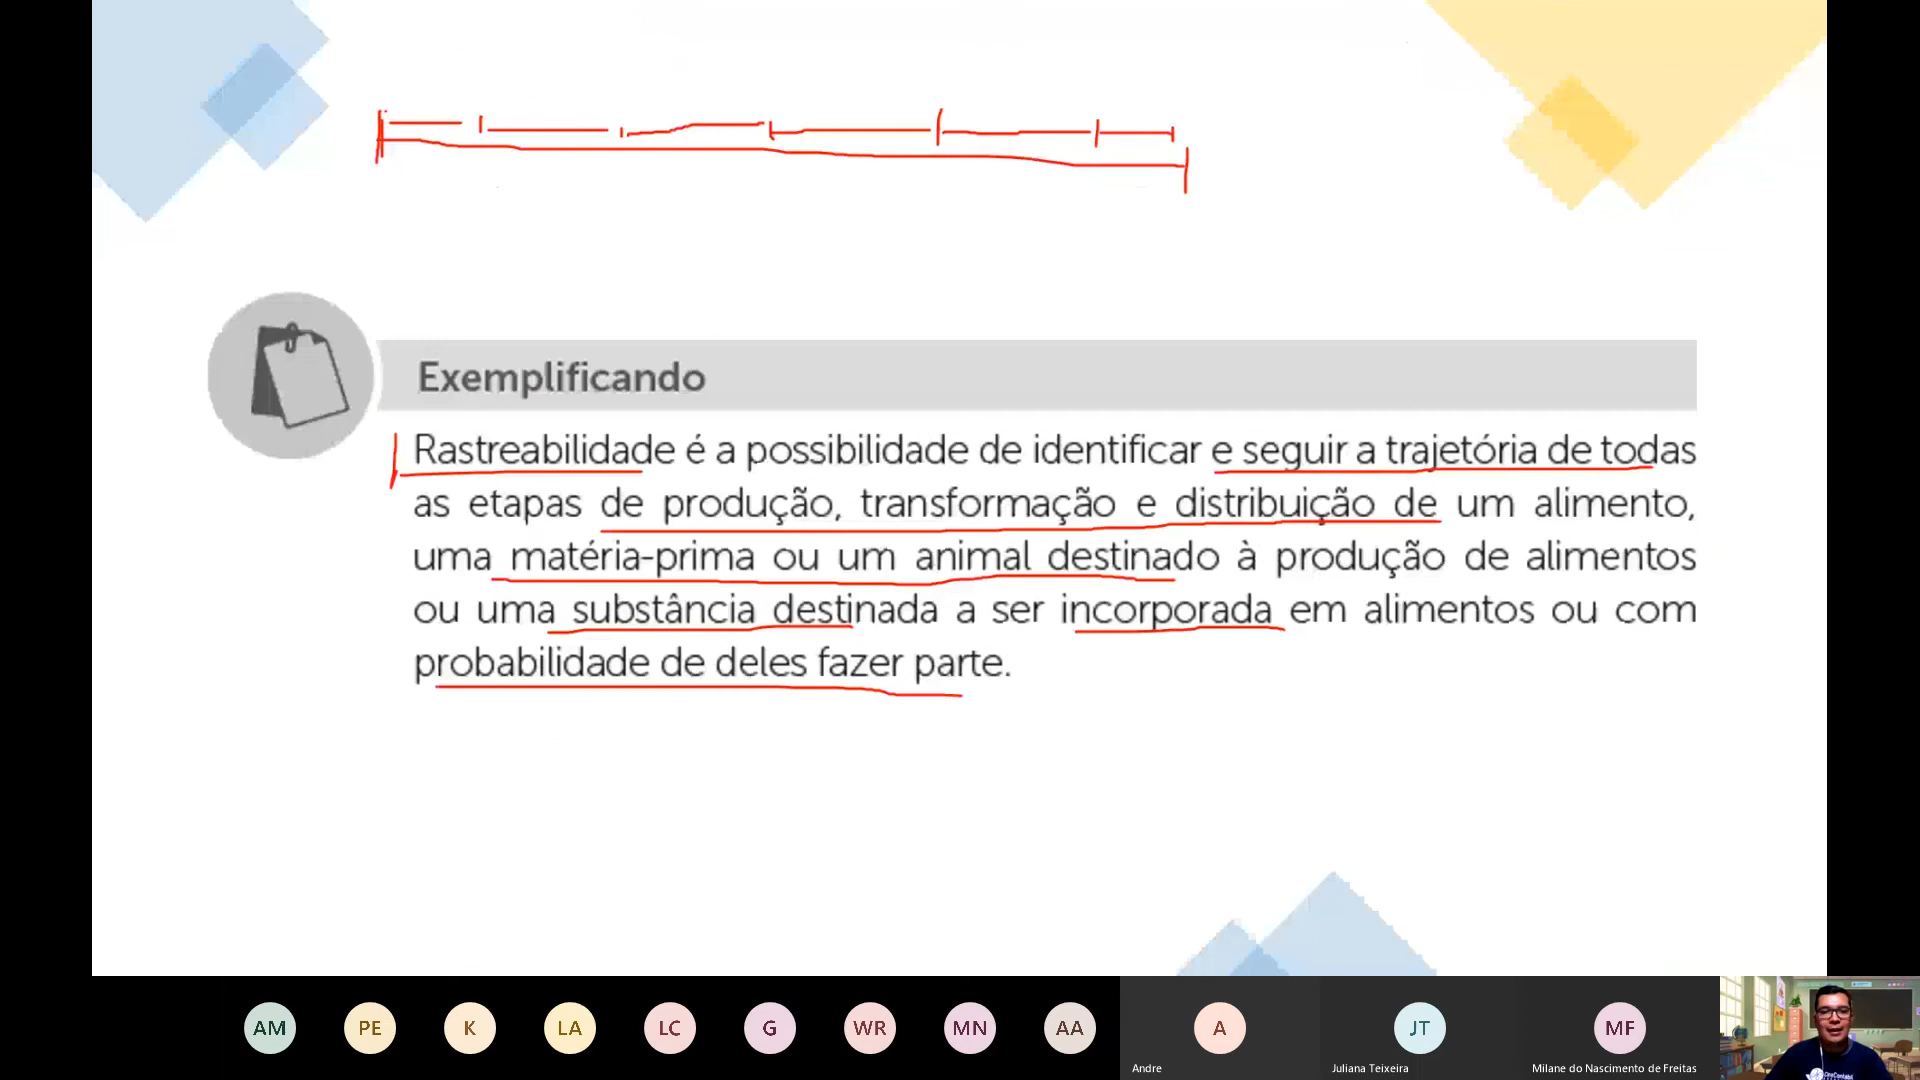 Exemplificando
Rastreabilidade é a possibilidade de identificar e seguir a trajetória de todas
as etapas de produção, transformação e distribuição de um alimento,
uma matéria-prima ou um animal destinado à produção de alimentos
ou uma substância destinada a ser incorporada em alimentos ou com
probabilidade de deles fazer parte.
AM PE K LA LC G WR MN AA A JT MF
Andre Juliana Teixeira Milane do Nascimento de Freitas